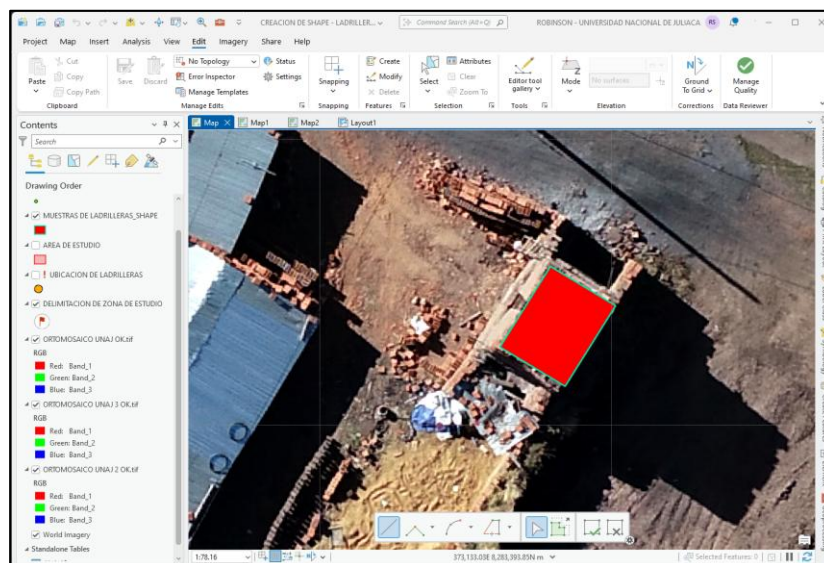 CREACION DE SHAPE - LADRILLER...
Command Search (Alt+Q)
ROBINSON - UNIVERSIDAD NACIONAL DE JULIACA
RS
Project Map Insert Analysis View Edit Imagery Share Help
Paste
Cut
Copy
Copy Path
Clipboard
Save
Discard
No Topology
Error Inspector
Manage Templates
Status
Settings
Manage Edits
Snapping
Snapping
Create
Modify
Delete
Features
Select
Attributes
Clear
Zoom To
Selection
Editor tool gallery
Tools
Mode
No surfaces
Elevation
Ground To Grid
Corrections
Manage Quality
Data Reviewer
Contents
Search
Drawing Order
MUESTRAS DE LADRILLERAS_SHAPE
AREA DE ESTUDIO
! UBICACION DE LADRILLERAS
DELIMITACION DE ZONA DE ESTUDIO
ORTOMOSAICO UNAJ OK.tif
RGB
Red: Band_1
Green: Band_2
Blue: Band_3
ORTOMOSAICO UNAJ 3 OK.tif
RGB
Red: Band_1
Green: Band_2
Blue: Band_3
ORTOMOSAICO UNAJ 2 OK.tif
RGB
Red: Band_1
Green: Band_2
Blue: Band_3
World Imagery
Standalone Tables
Map Map1 Map2 Layout1
1:78.16
373,133.03E 8,283,393.85N m
Selected Features: 0